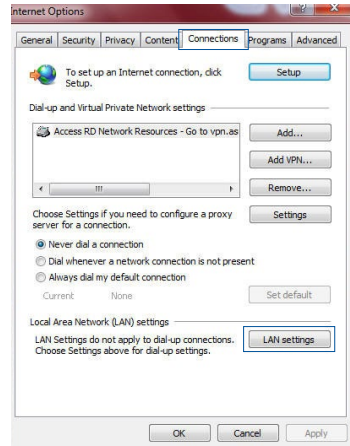 nternet Options
General Security Privacy Content Connections Programs Advanced
To set up an Internet connection, click Setup.
Setup
Dial-up and Virtual Private Network settings
Access RD Network Resources - Go to vpn.as
Add...
Add VPN...
Remove...
Choose Settings if you need to configure a proxy
server for a connection.
Settings
Never dial a connection
Dial whenever a network connection is not present
Always dial my default connection
Current None
Set default
Local Area Network (LAN) settings
LAN Settings do not apply to dial-up connections.
Choose Settings above for dial-up settings.
LAN settings
OK Cancel Apply